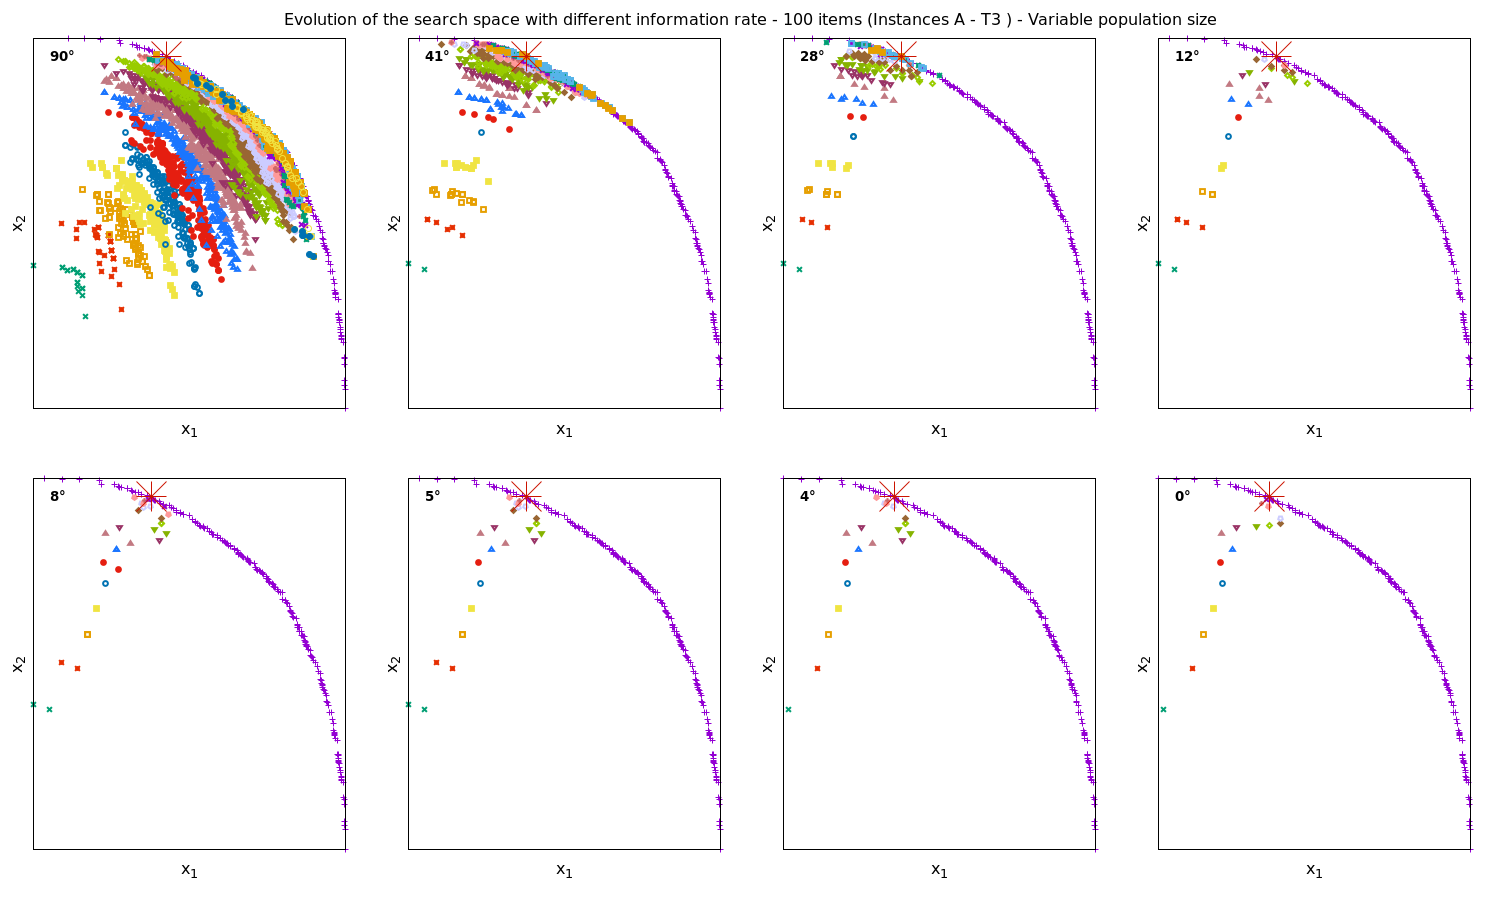 Evolution of the search space with different information rate - 100 items (Instances A - T3 ) - Variable population size
90°
41°
28°
12°
x2
x2
x2
x2
x1
x1
x1
x1
8°
5°
4°
0°
x2
x2
x2
x2
x1
x1
x1
x1